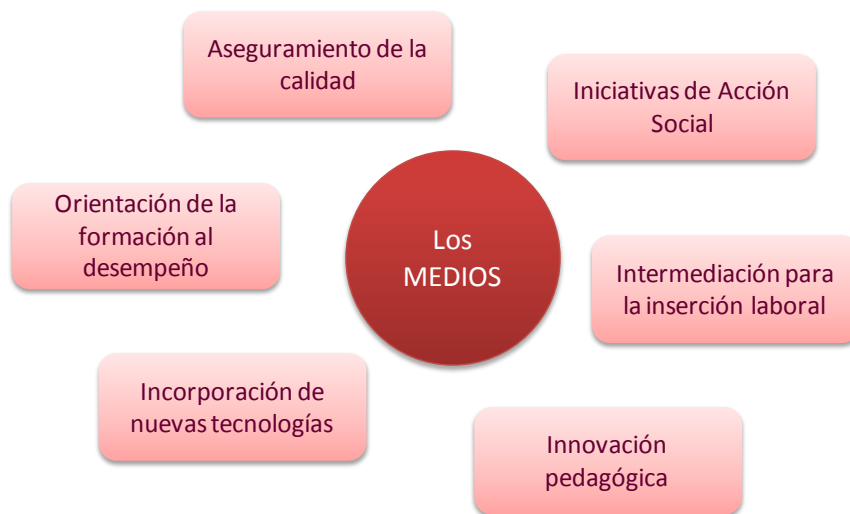 Aseguramiento de la
calidad
Iniciativas de Acción
Social
Orientación de la
formación al
desempeño
Los
MEDIOS
Intermediación para
la inserción laboral
Incorporación de
nuevas tecnologías
Innovación
pedagógica